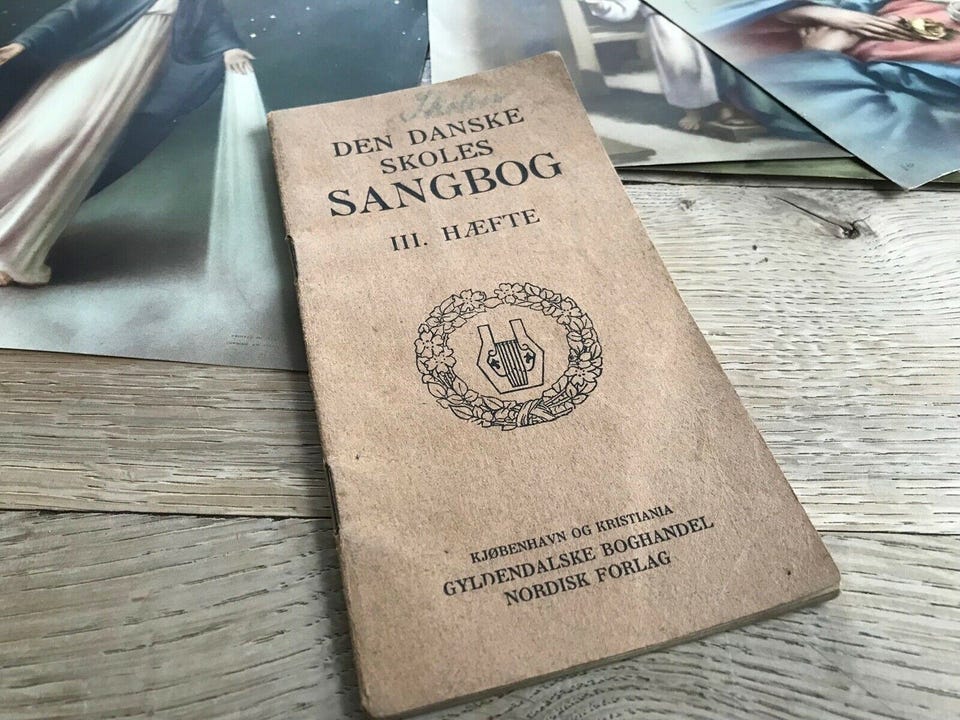 DEN DANSKE
SKOLES
SANGBOG
III. HÆFTE
KJØBENHAVN OG KRISTIANIA
GYLDENDALSKE BOGHANDEL
NORDISK FORLAG